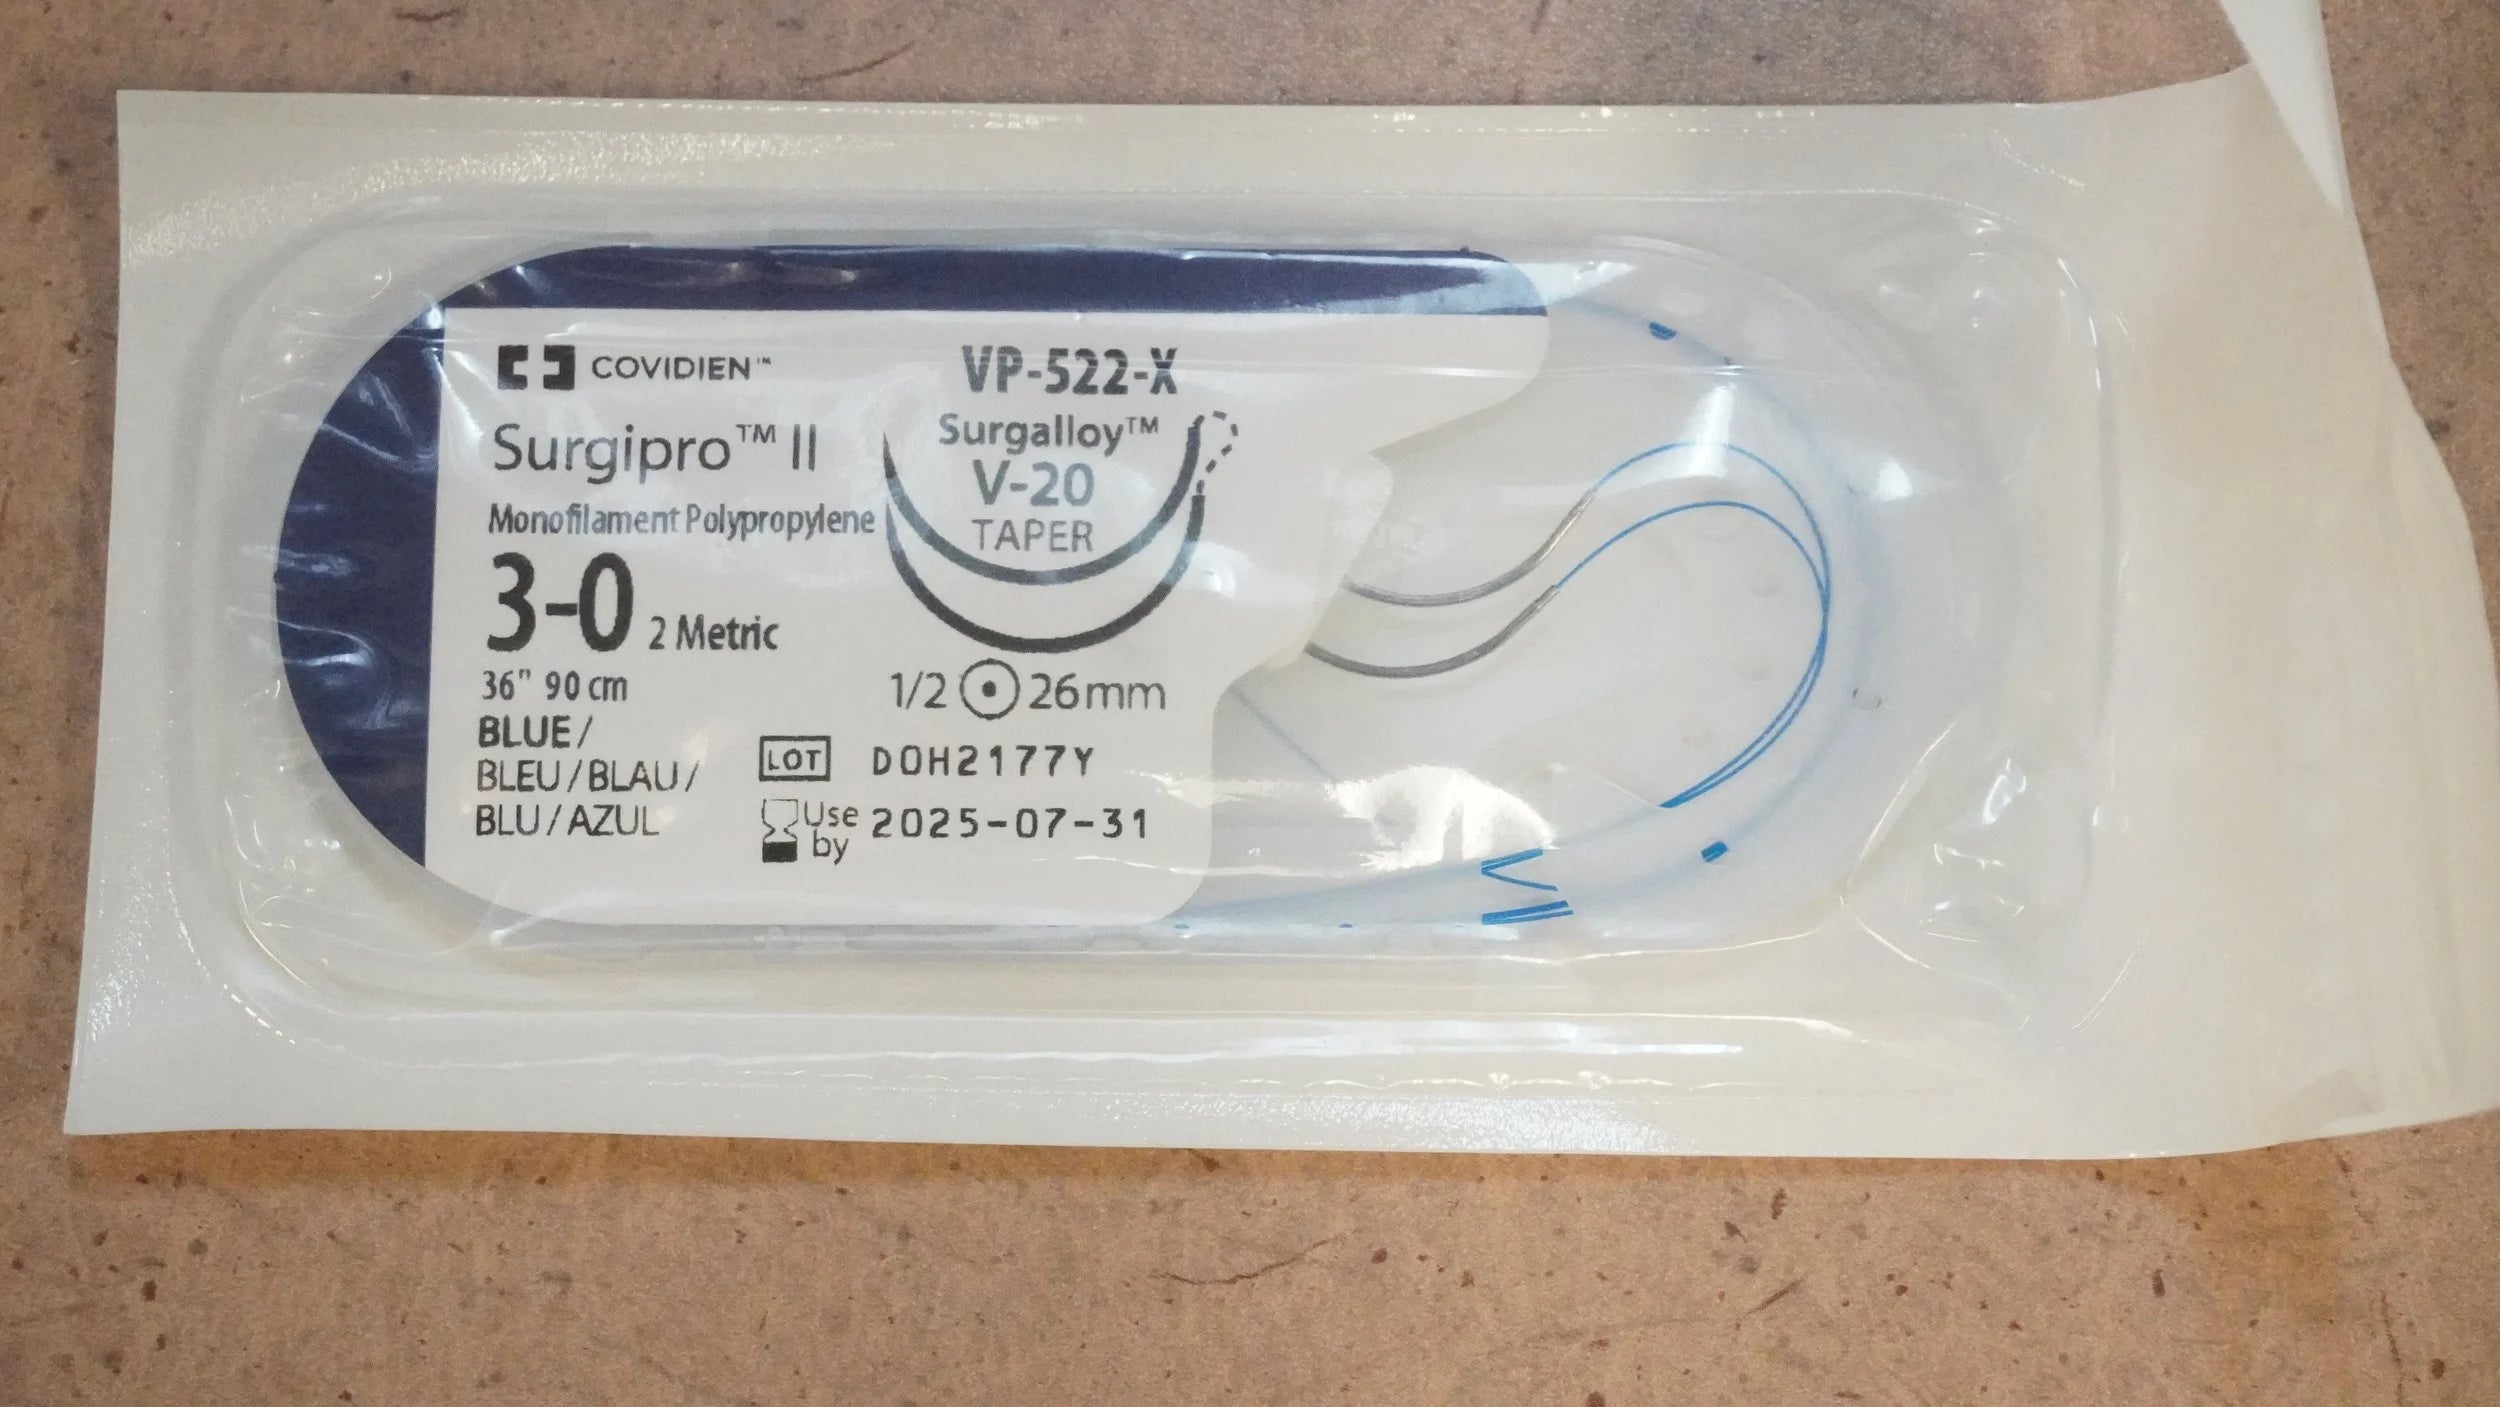 COVIDIEN™
Surgipro™ II
Monofilament Polypropylene
3-0 2 Metric
36" 90 cm
BLUE/
BLEU/BLAU/
BLU/AZUL
VP-522-X
Surgalloy™
V-20
TAPER
1/2 26mm
LOT D0H2177Y
Use by 2025-07-31